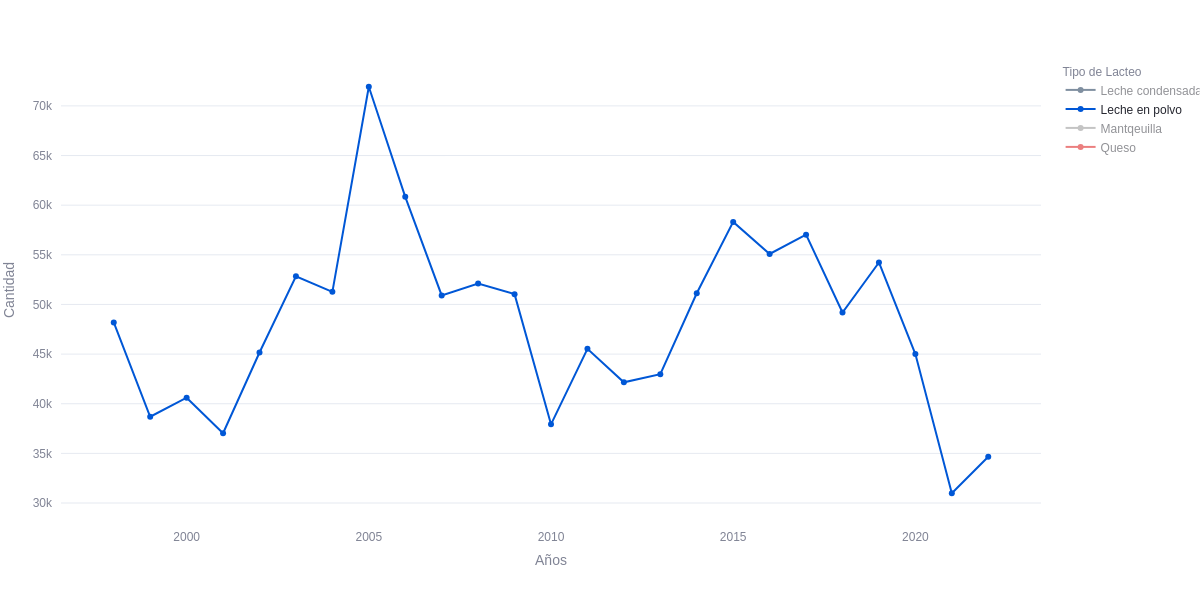 Tipo de Lacteo
Leche condensada
Leche en polvo
Mantqeuilla
Queso
Cantidad
70k
65k
60k
55k
50k
45k
40k
35k
30k
2000 2005 2010 2015 2020
Años